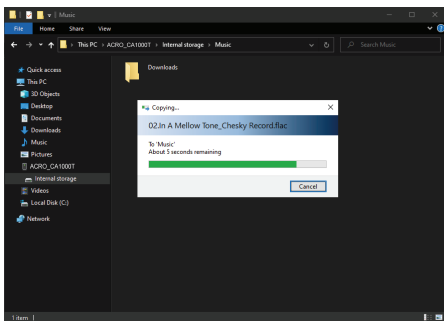 Music
File Home Share View
This PC > ACRO_CA1000T > Internal storage > Music
Search Music
Quick access
This PC
3D Objects
Desktop
Documents
Downloads
Music
Pictures
ACRO_CA1000T
Internal storage
Videos
Local Disk (C:)
Network
Downloads
Copying...
02.In A Mellow Tone_Chesky Record.flac
To 'Music'
About 5 seconds remaining
Cancel
1 item